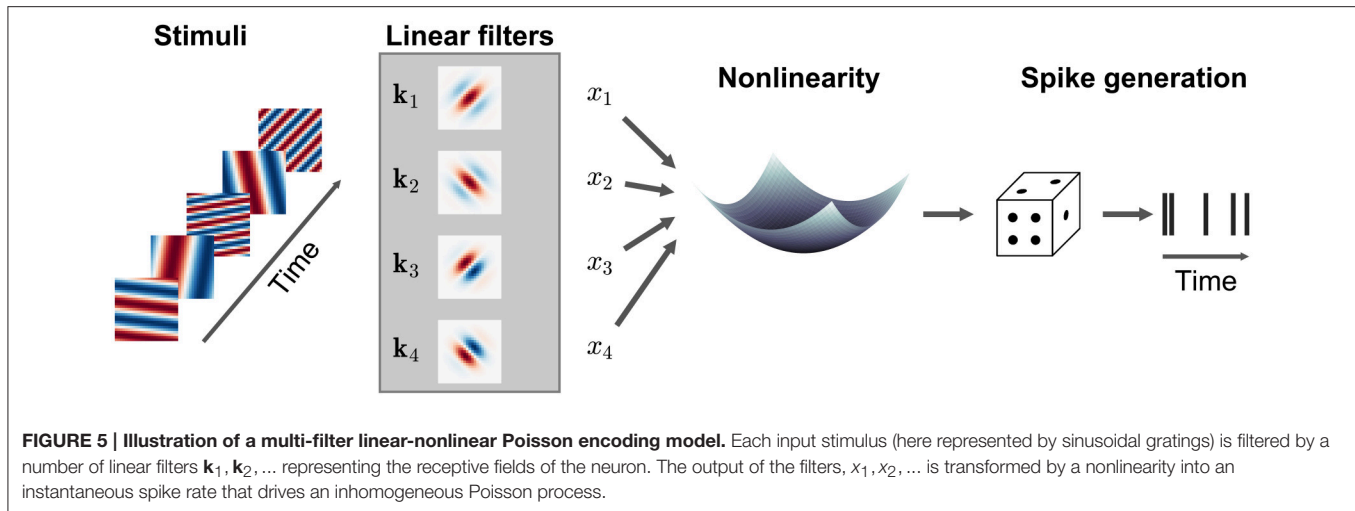 Stimuli
Linear filters
Nonlinearity
Spike generation
k1
k2
k3
k4
x1
x2
x3
x4
Time
Time
FIGURE 5 | Illustration of a multi-filter linear-nonlinear Poisson encoding model. Each input stimulus (here represented by sinusoidal gratings) is filtered by a
number of linear filters k1, k2, ... representing the receptive fields of the neuron. The output of the filters, x1, x2, ... is transformed by a nonlinearity into an
instantaneous spike rate that drives an inhomogeneous Poisson process.